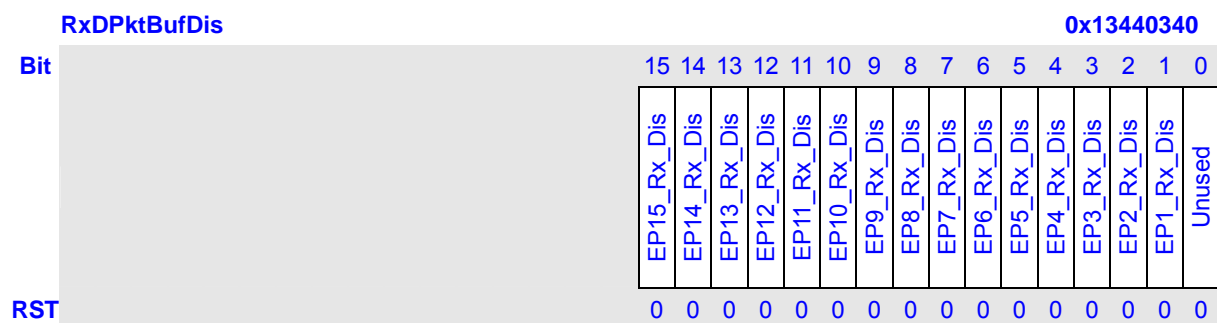 RxDPktBufDis 0x13440340
Bit 15 14 13 12 11 10 9 8 7 6 5 4 3 2 1 0
EP15_Rx_Dis
EP14_Rx_Dis
EP13_Rx_Dis
EP12_Rx_Dis
EP11_Rx_Dis
EP10_Rx_Dis
EP9_Rx_Dis
EP8_Rx_Dis
EP7_Rx_Dis
EP6_Rx_Dis
EP5_Rx_Dis
EP4_Rx_Dis
EP3_Rx_Dis
EP2_Rx_Dis
EP1_Rx_Dis
Unused
RST 0 0 0 0 0 0 0 0 0 0 0 0 0 0 0 0